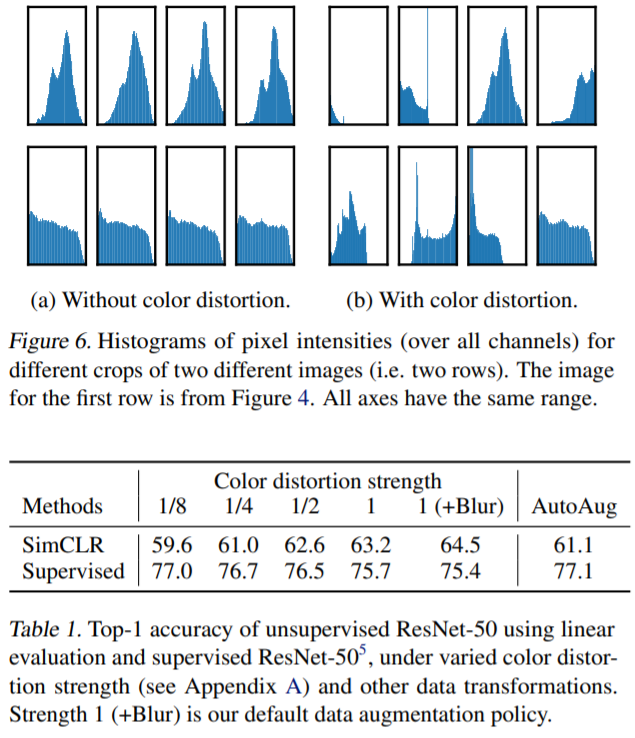 (a) Without color distortion.
(b) With color distortion.
Figure 6. Histograms of pixel intensities (over all channels) for
different crops of two different images (i.e. two rows). The image
for the first row is from Figure 4. All axes have the same range.
Color distortion strength
Methods 1/8 1/4 1/2 1 1 (+Blur) AutoAug
SimCLR 59.6 61.0 62.6 63.2 64.5 61.1
Supervised 77.0 76.7 76.5 75.7 75.4 77.1
Table 1. Top-1 accuracy of unsupervised ResNet-50 using linear
evaluation and supervised ResNet-50⁵, under varied color distor-
tion strength (see Appendix A) and other data transformations.
Strength 1 (+Blur) is our default data augmentation policy.